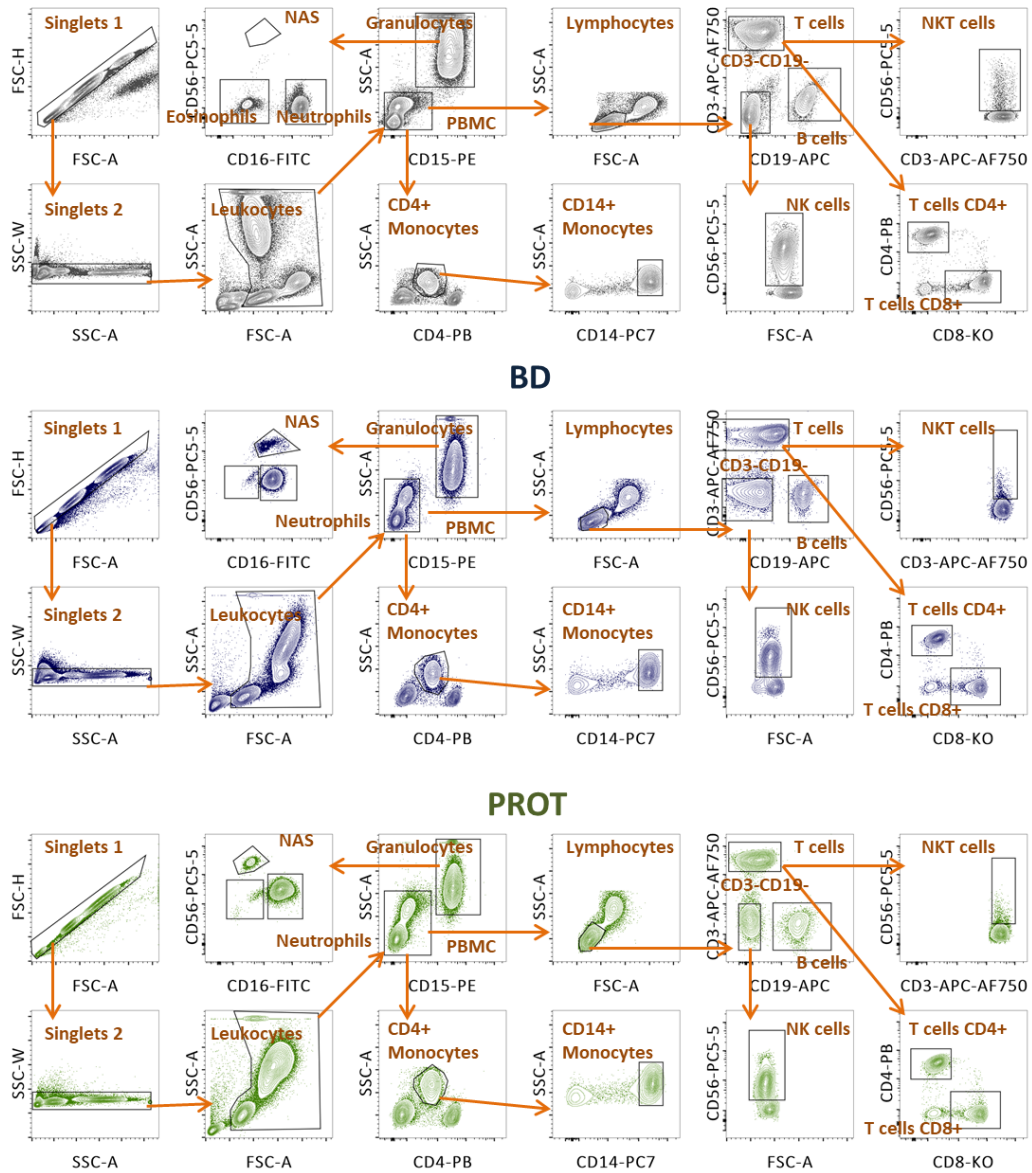 Singlets 1
NAS
Granulocytes
Lymphocytes
T cells
NKT cells
CD3-CD19-
Eosinophils
Neutrophils
PBMC
B cells
FSC-H
CD56-PC5-5
SSC-A
SSC-A
CD3-APC-AF750
CD56-PC5-5
FSC-A
CD16-FITC
CD15-PE
FSC-A
CD19-APC
CD3-APC-AF750
Singlets 2
Leukocytes
CD4+
Monocytes
CD14+
Monocytes
NK cells
T cells CD4+
T cells CD8+
SSC-W
SSC-A
SSC-A
SSC-A
CD56-PC5-5
CD4-PB
SSC-A
FSC-A
CD4-PB
CD14-PC7
FSC-A
CD8-KO
BD
Singlets 1
NAS
Granulocytes
Lymphocytes
T cells
NKT cells
CD3-CD19-
Neutrophils
PBMC
B cells
FSC-H
CD56-PC5-5
SSC-A
SSC-A
CD3-APC-AF750
CD56-PC5-5
FSC-A
CD16-FITC
CD15-PE
FSC-A
CD19-APC
CD3-APC-AF750
Singlets 2
Leukocytes
CD4+
Monocytes
CD14+
Monocytes
NK cells
T cells CD4+
T cells CD8+
SSC-W
SSC-A
SSC-A
SSC-A
CD56-PC5-5
CD4-PB
SSC-A
FSC-A
CD4-PB
CD14-PC7
FSC-A
CD8-KO
PROT
Singlets 1
NAS
Granulocytes
Lymphocytes
T cells
NKT cells
CD3-CD19-
Neutrophils
PBMC
B cells
FSC-H
CD56-PC5-5
SSC-A
SSC-A
CD3-APC-AF750
CD56-PC5-5
FSC-A
CD16-FITC
CD15-PE
FSC-A
CD19-APC
CD3-APC-AF750
Singlets 2
Leukocytes
CD4+
Monocytes
CD14+
Monocytes
NK cells
T cells CD4+
T cells CD8+
SSC-W
SSC-A
SSC-A
SSC-A
CD56-PC5-5
CD4-PB
SSC-A
FSC-A
CD4-PB
CD14-PC7
FSC-A
CD8-KO